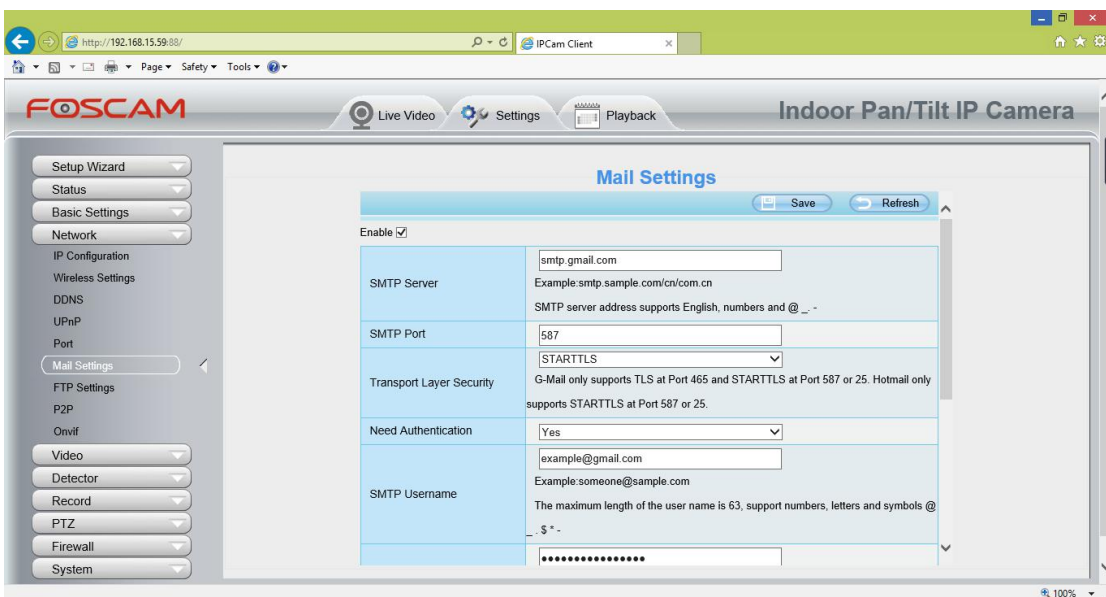 http://192.168.15.59:88/
IPCam Client
Page Safety Tools
FOSCAM
Live Video
Settings
Playback
Indoor Pan/Tilt IP Camera
Setup Wizard
Status
Basic Settings
Network
IP Configuration
Wireless Settings
DDNS
UPnP
Port
Mail Settings
FTP Settings
P2P
Onvif
Video
Detector
Record
PTZ
Firewall
System
Mail Settings
Save Refresh
Enable
SMTP Server
smtp.gmail.com
Example:smtp.sample.com/cn/com.cn
SMTP server address supports English, numbers and @ _ . -
SMTP Port
587
Transport Layer Security
STARTTLS
G-Mail only supports TLS at Port 465 and STARTTLS at Port 587 or 25. Hotmail only
supports STARTTLS at Port 587 or 25.
Need Authentication
Yes
SMTP Username
example@gmail.com
Example:someone@sample.com
The maximum length of the user name is 63, support numbers, letters and symbols @
_ . $ * -
••••••••••••••••
100%